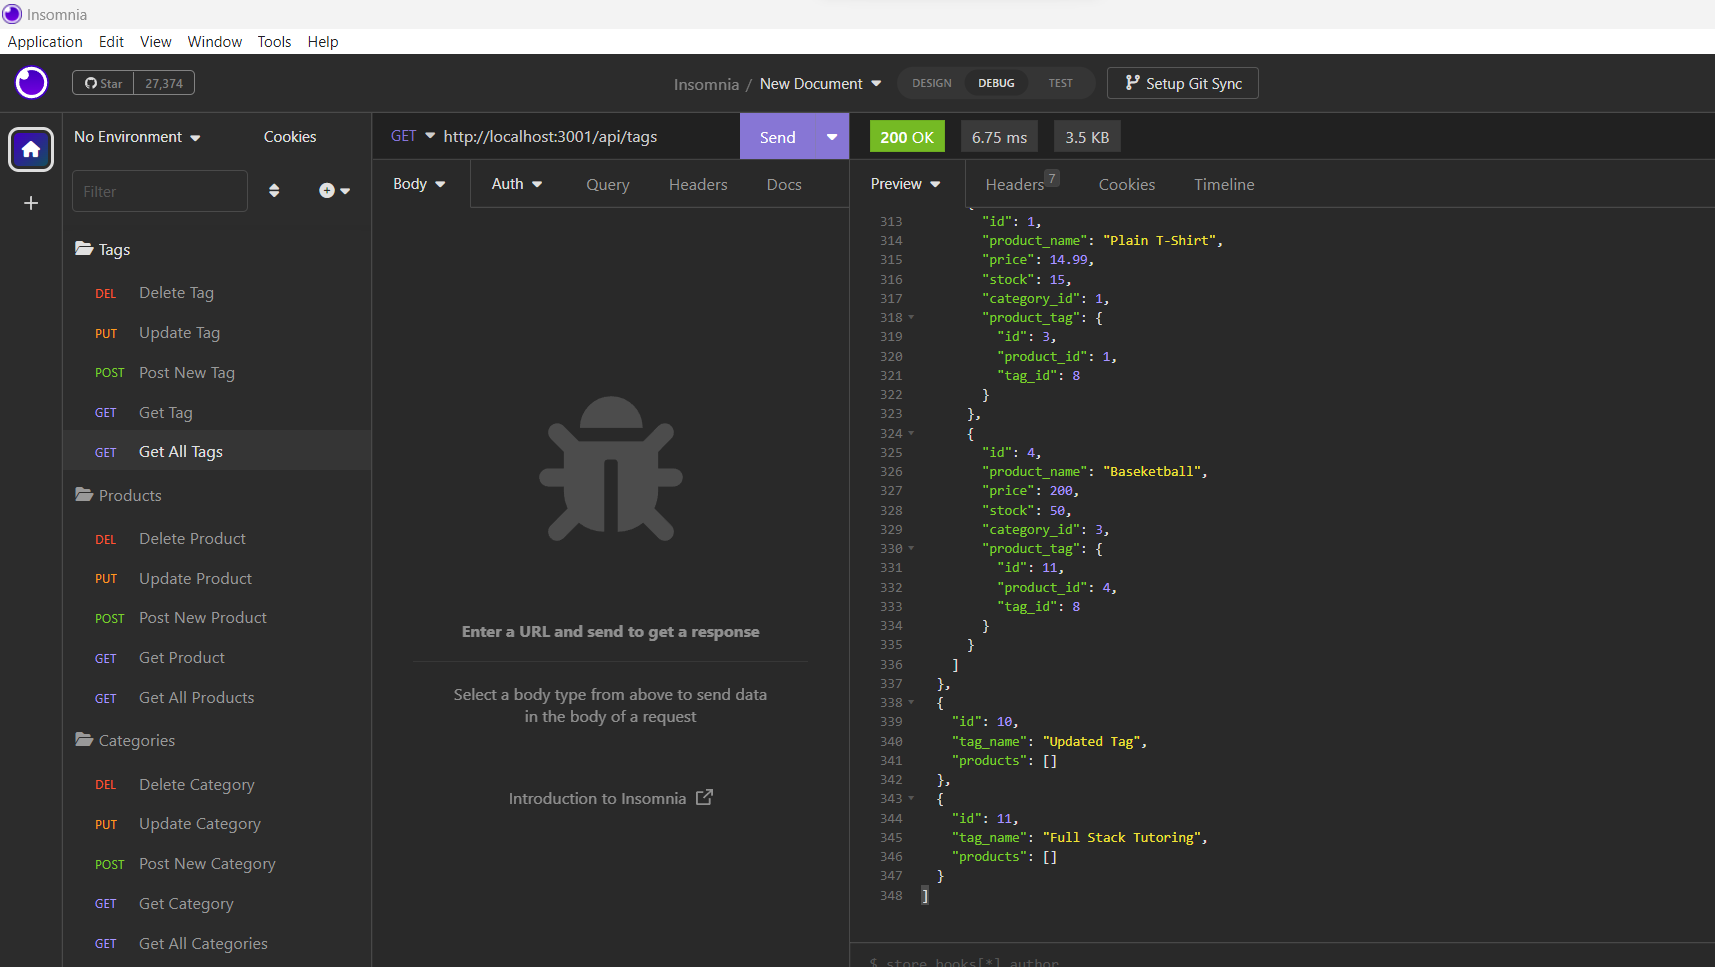 Insomnia
Application Edit View Window Tools Help
Star 27,374
Insomnia / New Document
DESIGN DEBUG TEST
Setup Git Sync
No Environment Cookies
Filter
Tags
DEL Delete Tag
PUT Update Tag
POST Post New Tag
GET Get Tag
GET Get All Tags
Products
DEL Delete Product
PUT Update Product
POST Post New Product
GET Get Product
GET Get All Products
Categories
DEL Delete Category
PUT Update Category
POST Post New Category
GET Get Category
GET Get All Categories
GET http://localhost:3001/api/tags Send
Body Auth Query Headers Docs
Enter a URL and send to get a response
Select a body type from above to send data
in the body of a request
Introduction to Insomnia
200 OK 6.75 ms 3.5 KB
Preview Headers 7 Cookies Timeline
{
313 "id": 1,
314 "product_name": "Plain T-Shirt",
315 "price": 14.99,
316 "stock": 15,
317 "category_id": 1,
318 "product_tag": {
319 "id": 3,
320 "product_id": 1,
321 "tag_id": 8
322 }
323 },
324 {
325 "id": 4,
326 "product_name": "Baseketball",
327 "price": 200,
328 "stock": 50,
329 "category_id": 3,
330 "product_tag": {
331 "id": 11,
332 "product_id": 4,
333 "tag_id": 8
334 }
335 }
336 ]
337 },
338 {
339 "id": 10,
340 "tag_name": "Updated Tag",
341 "products": []
342 },
343 {
344 "id": 11,
345 "tag_name": "Full Stack Tutoring",
346 "products": []
347 }
348 ]
$.store.books[*].author